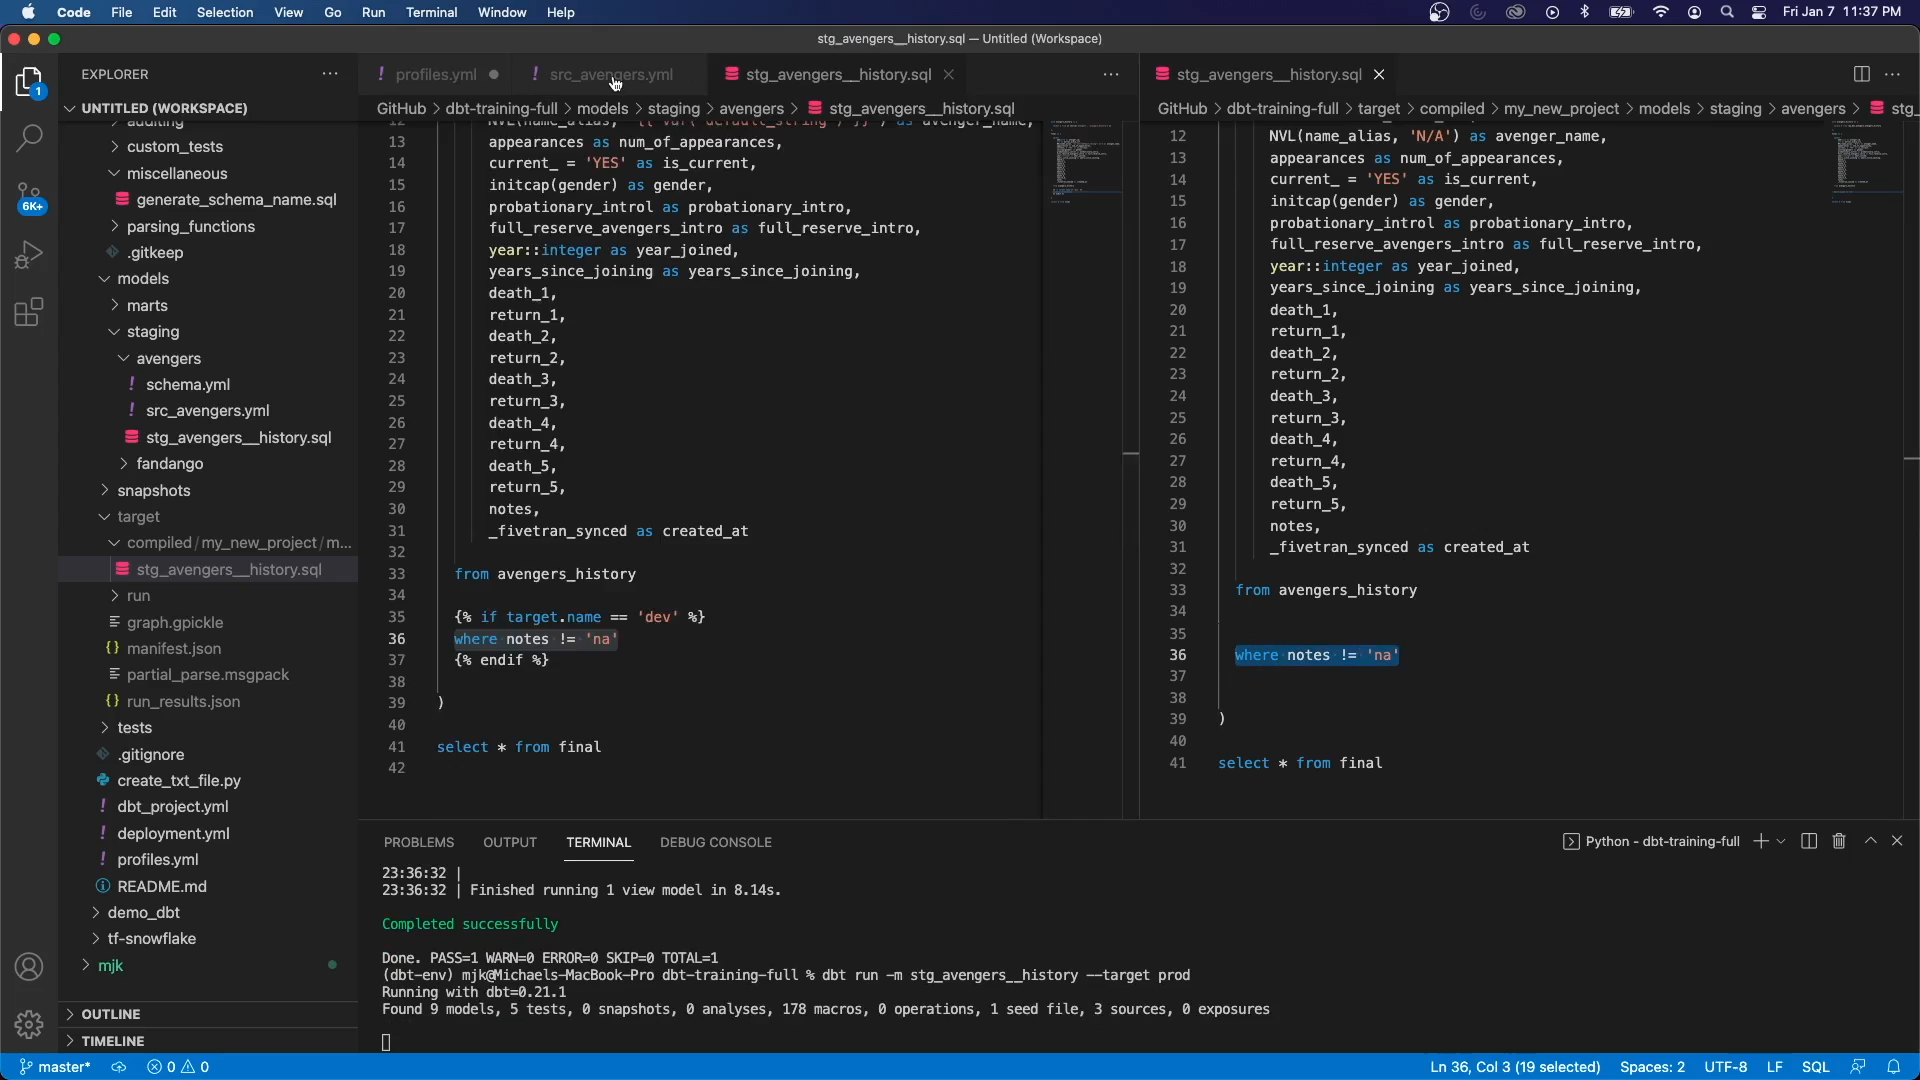 Code File Edit Selection View Go Run Terminal Window Help
Fri Jan 7 11:37 PM
stg_avengers__history.sql — Untitled (Workspace)
EXPLORER
UNTITLED (WORKSPACE)
auditing
custom_tests
miscellaneous
generate_schema_name.sql
parsing_functions
.gitkeep
models
marts
staging
avengers
schema.yml
src_avengers.yml
stg_avengers__history.sql
fandango
snapshots
target
compiled / my_new_project / m...
stg_avengers__history.sql
run
graph.gpickle
manifest.json
partial_parse.msgpack
run_results.json
tests
.gitignore
create_txt_file.py
dbt_project.yml
deployment.yml
profiles.yml
README.md
demo_dbt
tf-snowflake
mjk
OUTLINE
TIMELINE
1
6K+
profiles.yml
src_avengers.yml
stg_avengers__history.sql
GitHub > dbt-training-full > models > staging > avengers > stg_avengers__history.sql
12 NVL(name_alias, '{{ var("default_string") }}') as avenger_name,
13 appearances as num_of_appearances,
14 current_ = 'YES' as is_current,
15 initcap(gender) as gender,
16 probationary_introl as probationary_intro,
17 full_reserve_avengers_intro as full_reserve_intro,
18 year::integer as year_joined,
19 years_since_joining as years_since_joining,
20 death_1,
21 return_1,
22 death_2,
23 return_2,
24 death_3,
25 return_3,
26 death_4,
27 return_4,
28 death_5,
29 return_5,
30 notes,
31 _fivetran_synced as created_at
32
33 from avengers_history
34
35 {% if target.name == 'dev' %}
36 where notes != 'na'
37 {% endif %}
38
39 )
40
41 select * from final
42
stg_avengers__history.sql
GitHub > dbt-training-full > target > compiled > my_new_project > models > staging > avengers > stg_
12 NVL(name_alias, 'N/A') as avenger_name,
13 appearances as num_of_appearances,
14 current_ = 'YES' as is_current,
15 initcap(gender) as gender,
16 probationary_introl as probationary_intro,
17 full_reserve_avengers_intro as full_reserve_intro,
18 year::integer as year_joined,
19 years_since_joining as years_since_joining,
20 death_1,
21 return_1,
22 death_2,
23 return_2,
24 death_3,
25 return_3,
26 death_4,
27 return_4,
28 death_5,
29 return_5,
30 notes,
31 _fivetran_synced as created_at
32
33 from avengers_history
34
35
36 where notes != 'na'
37
38
39 )
40
41 select * from final
PROBLEMS OUTPUT TERMINAL DEBUG CONSOLE
Python - dbt-training-full
23:36:32 |
23:36:32 | Finished running 1 view model in 8.14s.
Completed successfully
Done. PASS=1 WARN=0 ERROR=0 SKIP=0 TOTAL=1
(dbt-env) mjk@Michaels-MacBook-Pro dbt-training-full % dbt run -m stg_avengers__history --target prod
Running with dbt=0.21.1
Found 9 models, 5 tests, 0 snapshots, 0 analyses, 178 macros, 0 operations, 1 seed file, 3 sources, 0 exposures
master* 0 0
Ln 36, Col 3 (19 selected) Spaces: 2 UTF-8 LF SQL